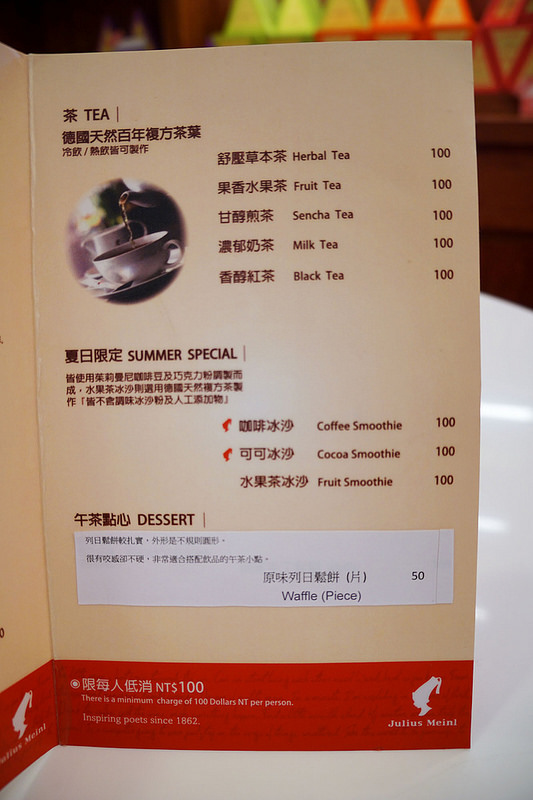 茶 TEA
德國天然百年複方茶葉
冷飲 / 熱飲皆可製作
舒壓草本茶 Herbal Tea 100
果香水果茶 Fruit Tea 100
甘醇煎茶 Sencha Tea 100
濃郁奶茶 Milk Tea 100
香醇紅茶 Black Tea 100
夏日限定 SUMMER SPECIAL
皆使用茱莉曼尼咖啡豆及巧克力粉調製而
成，水果茶冰沙則選用德國天然複方茶製
作「皆不含調味冰沙粉及人工添加物」
咖啡冰沙 Coffee Smoothie 100
可可冰沙 Cocoa Smoothie 100
水果茶冰沙 Fruit Smoothie 100
午茶點心 DESSERT
列日鬆餅較扎實，外形是不規則圓形。
很有咬感卻不硬，非常適合搭配飲品的午茶小點。
原味列日鬆餅 (片) 50
Waffle (Piece)
限每人低消 NT$100
There is a minimum charge of 100 Dollars NT per person.
Inspiring poets since 1862.
Julius Meinl
Julius Meinl